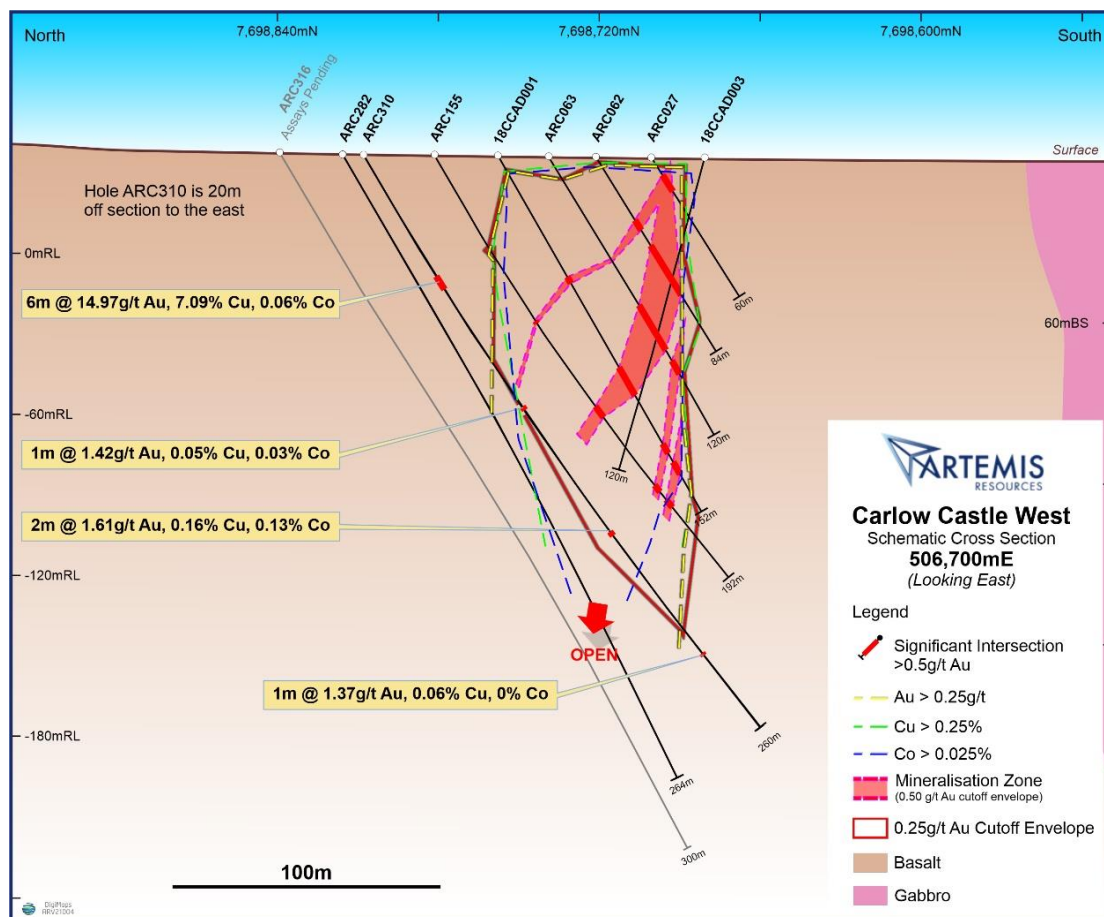 North
7,698,840mN
7,698,720mN
7,698,600mN
South
ARC316
Assays Pending
ARC282
ARC310
ARC155
18CCAD001
ARC063
ARC062
ARC027
18CCAD003
Surface
Hole ARC310 is 20m
off section to the east
0mRL
6m @ 14.97g/t Au, 7.09% Cu, 0.06% Co
60m
60mBS
84m
-60mRL
120m
1m @ 1.42g/t Au, 0.05% Cu, 0.03% Co
120m
152m
2m @ 1.61g/t Au, 0.16% Cu, 0.13% Co
-120mRL
192m
OPEN
1m @ 1.37g/t Au, 0.06% Cu, 0% Co
260m
-180mRL
264m
300m
100m
ARTEMIS
RESOURCES
Carlow Castle West
Schematic Cross Section
506,700mE
(Looking East)
Legend
Significant Intersection
>0.5g/t Au
Au > 0.25g/t
Cu > 0.25%
Co > 0.025%
Mineralisation Zone
(0.50 g/t Au cutoff envelope)
0.25g/t Au Cutoff Envelope
Basalt
Gabbro
DigiMaps
ARV21004